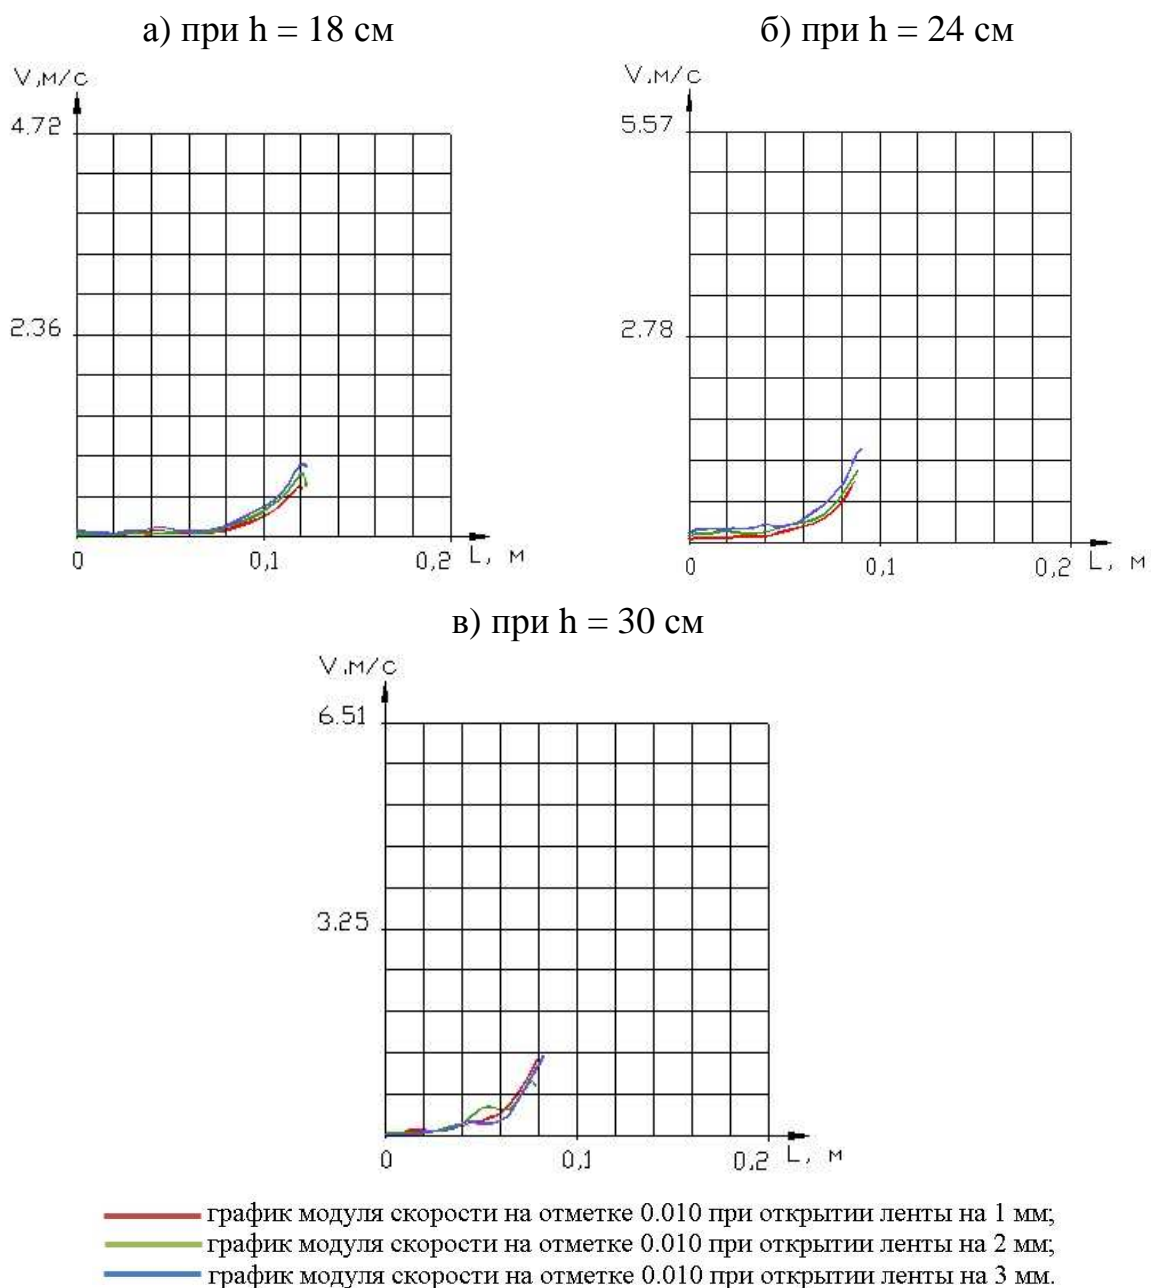 а) при h = 18 см
б) при h = 24 см
V,м/с
4.72
2.36
0
0,1
0,2
L, м
V,м/с
5.57
2.78
0
0,1
0,2
L, м
в) при h = 30 см
V,м/с
6.51
3.25
0
0,1
0,2
L, м
график модуля скорости на отметке 0.010 при открытии ленты на 1 мм;
график модуля скорости на отметке 0.010 при открытии ленты на 2 мм;
график модуля скорости на отметке 0.010 при открытии ленты на 3 мм.